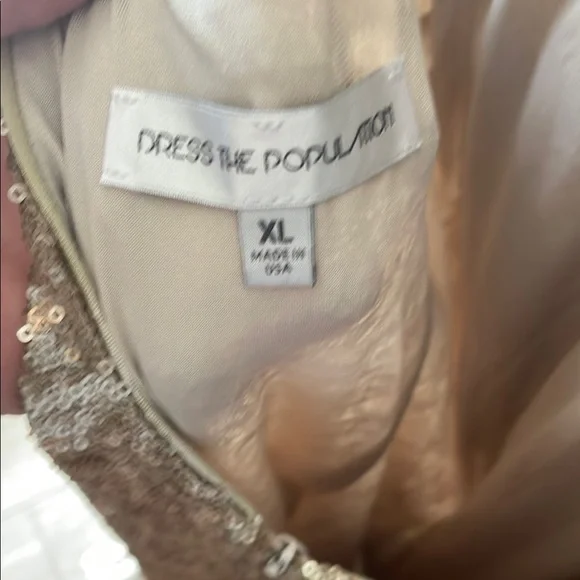 DRESS THE POPULATION
XL
MADE IN
USA